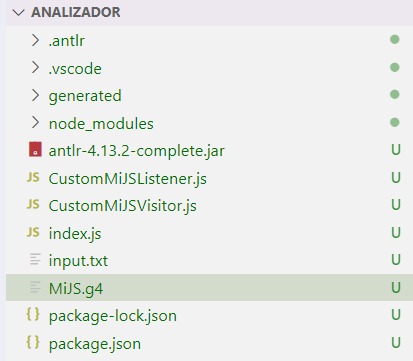 ANALIZADOR
.antlr
.vscode
generated
node_modules
antlr-4.13.2-complete.jar U
JS CustomMiJSListener.js U
JS CustomMiJSVisitor.js U
JS index.js U
input.txt U
MiJS.g4 U
{} package-lock.json U
{} package.json U